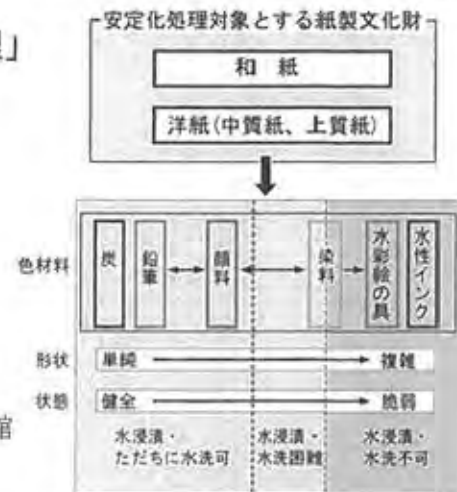 」
安定化処理対象とする紙製文化財
和 紙
洋紙(中質紙、上質紙)
色材料
炭
鉛筆
顔料
染料
水彩絵の具
水性インク
形状
単純
複雑
状態
健全
脆弱
館
水浸漬・
ただちに水洗可
水浸漬・
水洗困難
水浸漬・
水洗不可